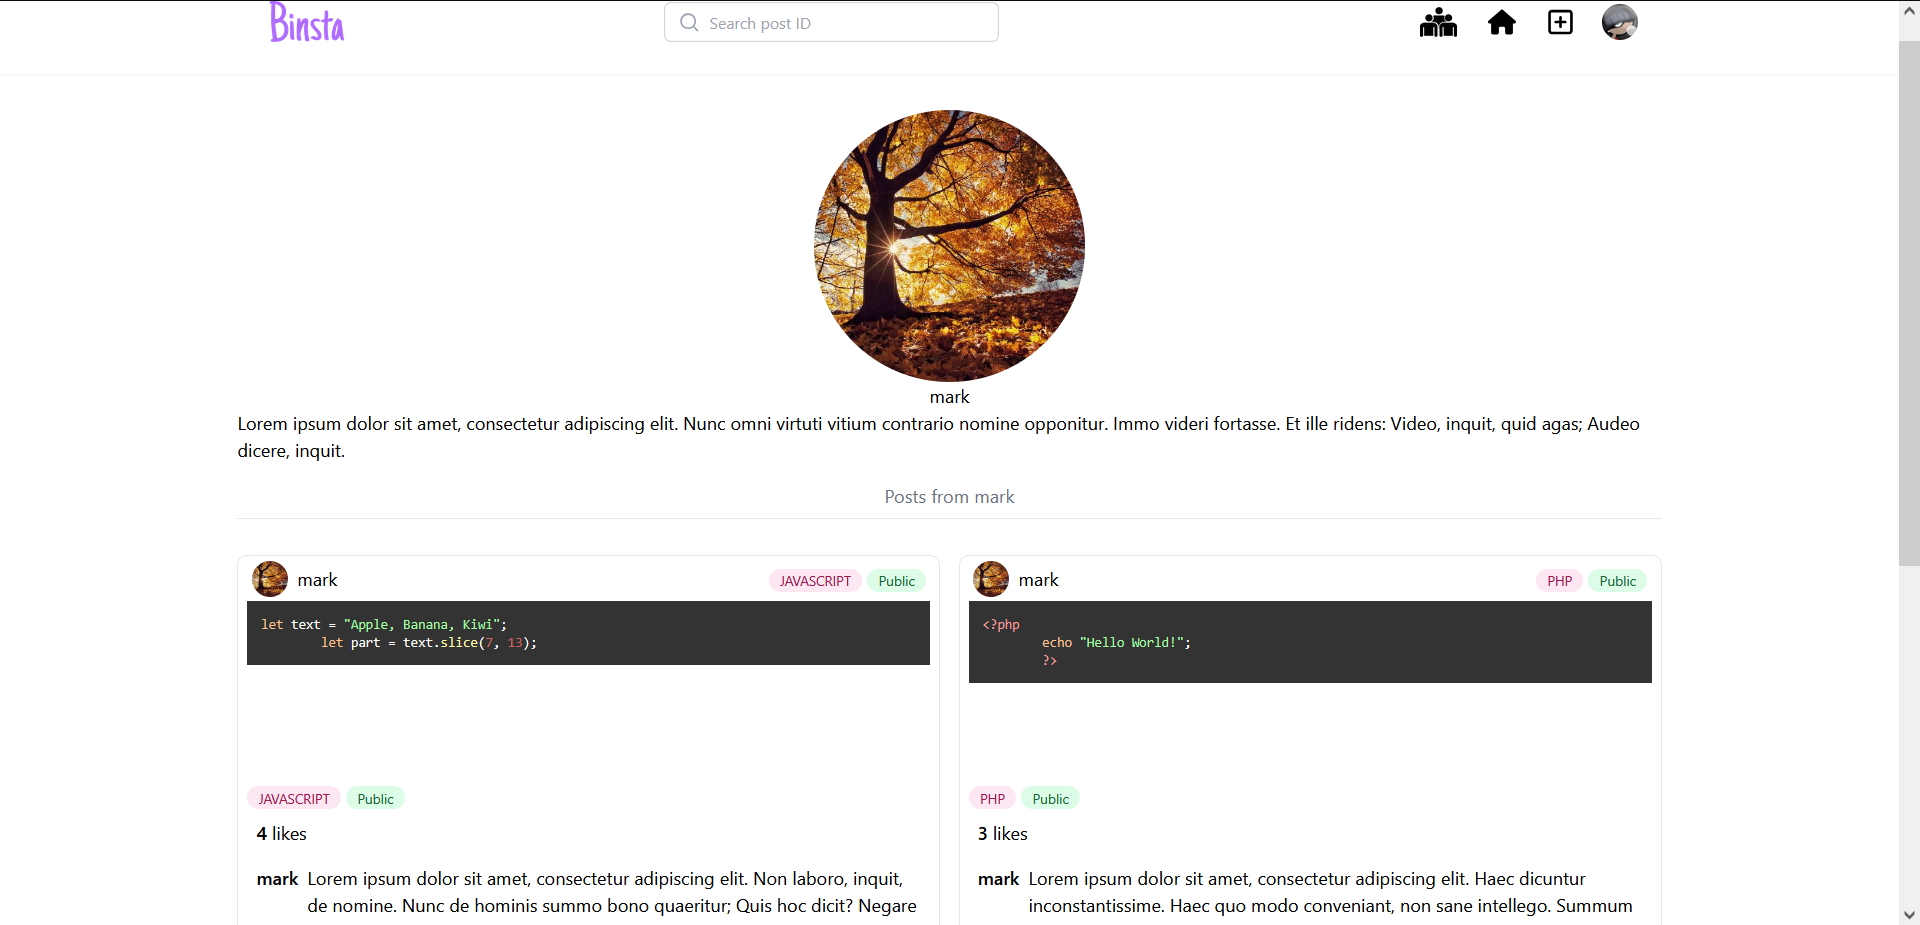 Binsta
Search post ID
mark
Lorem ipsum dolor sit amet, consectetur adipiscing elit. Nunc omni virtuti vitium contrario nomine opponitur. Immo videri fortasse. Et ille ridens: Video, inquit, quid agas; Audeo
dicere, inquit.
Posts from mark
mark JAVASCRIPT Public
let text = "Apple, Banana, Kiwi";
let part = text.slice(7, 13);
JAVASCRIPT Public
4 likes
mark Lorem ipsum dolor sit amet, consectetur adipiscing elit. Non laboro, inquit,
de nomine. Nunc de hominis summo bono quaeritur; Quis hoc dicit? Negare
mark PHP Public
<?php
echo "Hello World!";
?>
PHP Public
3 likes
mark Lorem ipsum dolor sit amet, consectetur adipiscing elit. Haec dicuntur
inconstantissime. Haec quo modo conveniant, non sane intellego. Summum